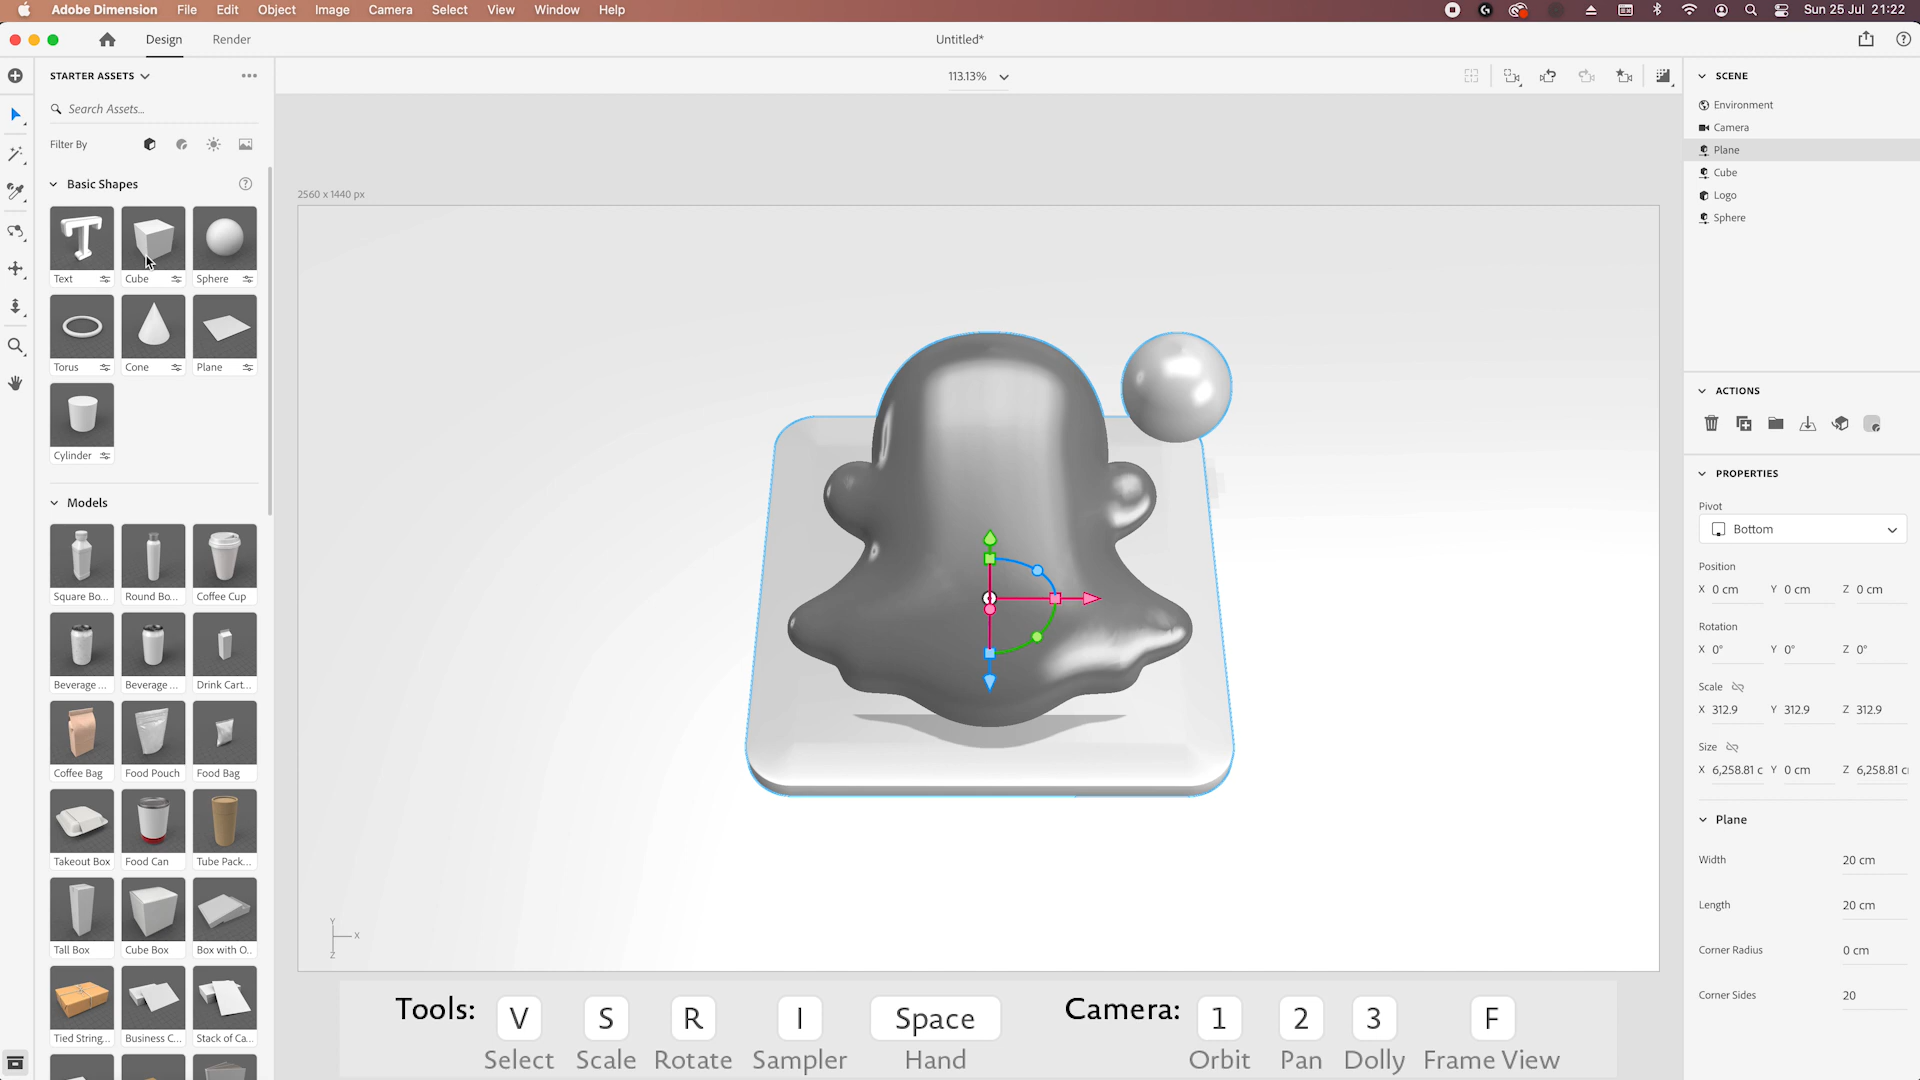 Adobe Dimension File Edit Object Image Camera Select View Window Help Sun 25 Jul 21:22
Design Render Untitled*
STARTER ASSETS
113.13%
Search Assets...
Filter By
Basic Shapes
Text Cube Sphere
Torus Cone Plane
Cylinder
Models
Square Bo... Round Bo... Coffee Cup
Beverage ... Beverage ... Drink Cart...
Coffee Bag Food Pouch Food Bag
Takeout Box Food Can Tube Pack...
Tall Box Cube Box Box with O...
Tied String... Business C... Stack of Ca...
2560 x 1440 px
Y
X
Z
Tools: V S R I Space Camera: 1 2 3 F
Select Scale Rotate Sampler Hand Orbit Pan Dolly Frame View
SCENE
Environment
Camera
Plane
Cube
Logo
Sphere
ACTIONS
PROPERTIES
Pivot
Bottom
Position
X 0 cm Y 0 cm Z 0 cm
Rotation
X 0° Y 0° Z 0°
Scale
X 312.9 Y 312.9 Z 312.9
Size
X 6,258.81 c Y 0 cm Z 6,258.81 c
Plane
Width 20 cm
Length 20 cm
Corner Radius 0 cm
Corner Sides 20